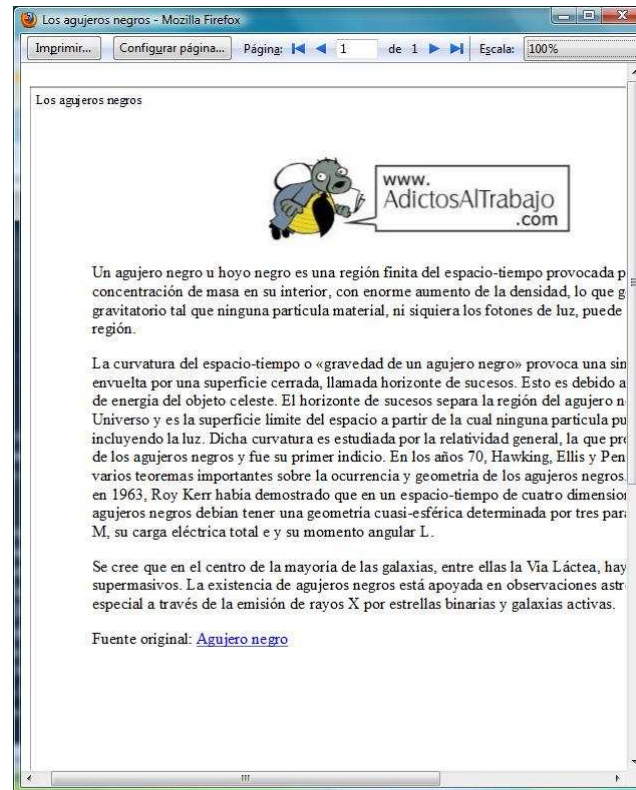 Los agujeros negros - Mozilla Firefox
Imprimir... Configurar página... Página: 1 de 1 Escala: 100%
Los agujeros negros
www.
AdictosAlTrabajo
.com
Un agujero negro u hoyo negro es una región finita del espacio-tiempo provocada p
concentración de masa en su interior, con enorme aumento de la densidad, lo que g
gravitatorio tal que ninguna partícula material, ni siquiera los fotones de luz, puede
región.
La curvatura del espacio-tiempo o «gravedad de un agujero negro» provoca una sin
envuelta por una superficie cerrada, llamada horizonte de sucesos. Esto es debido a
de energía del objeto celeste. El horizonte de sucesos separa la región del agujero n
Universo y es la superficie límite del espacio a partir de la cual ninguna partícula pu
incluyendo la luz. Dicha curvatura es estudiada por la relatividad general, la que pr
de los agujeros negros y fue su primer indicio. En los años 70, Hawking, Ellis y Pen
varios teoremas importantes sobre la ocurrencia y geometría de los agujeros negros.
en 1963, Roy Kerr había demostrado que en un espacio-tiempo de cuatro dimension
agujeros negros debían tener una geometría cuasi-esférica determinada por tres pará
M, su carga eléctrica total e y su momento angular L.
Se cree que en el centro de la mayoría de las galaxias, entre ellas la Vía Láctea, hay
supermasivos. La existencia de agujeros negros está apoyada en observaciones astr
especial a través de la emisión de rayos X por estrellas binarias y galaxias activas.
Fuente original: Agujero negro